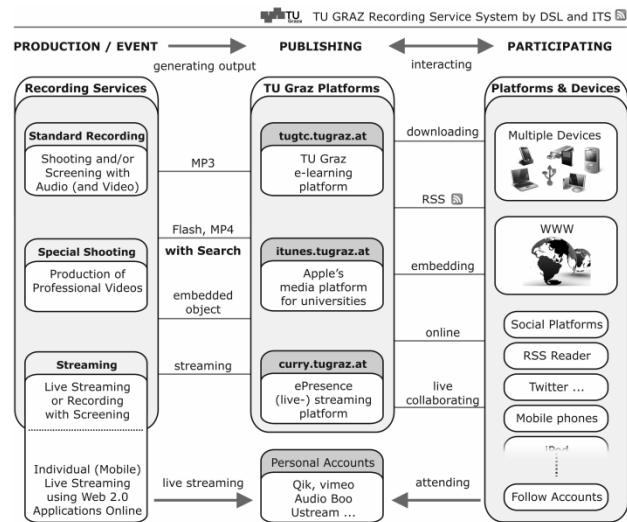 TU Graz TU GRAZ Recording Service System by DSL and ITS
PRODUCTION / EVENT
PUBLISHING
PARTICIPATING
generating output
interacting
Recording Services
Standard Recording
Shooting and/or
Screening with
Audio (and Video)
Special Shooting
Production of
Professional Videos
Streaming
Live Streaming
or Recording
with Screening
Individual (Mobile)
Live Streaming
using Web 2.0
Applications Online
MP3
Flash, MP4
with Search
embedded
object
streaming
live streaming
TU Graz Platforms
tugtc.tugraz.at
TU Graz
e-learning
platform
itunes.tugraz.at
Apple's
media platform
for universities
curry.tugraz.at
ePresence
(live-) streaming
platform
Personal Accounts
Qik, vimeo
Audio Boo
Ustream ...
downloading
RSS
embedding
online
live
collaborating
attending
Platforms & Devices
Multiple Devices
WWW
Social Platforms
RSS Reader
Twitter ...
Mobile phones
iPod
Follow Accounts